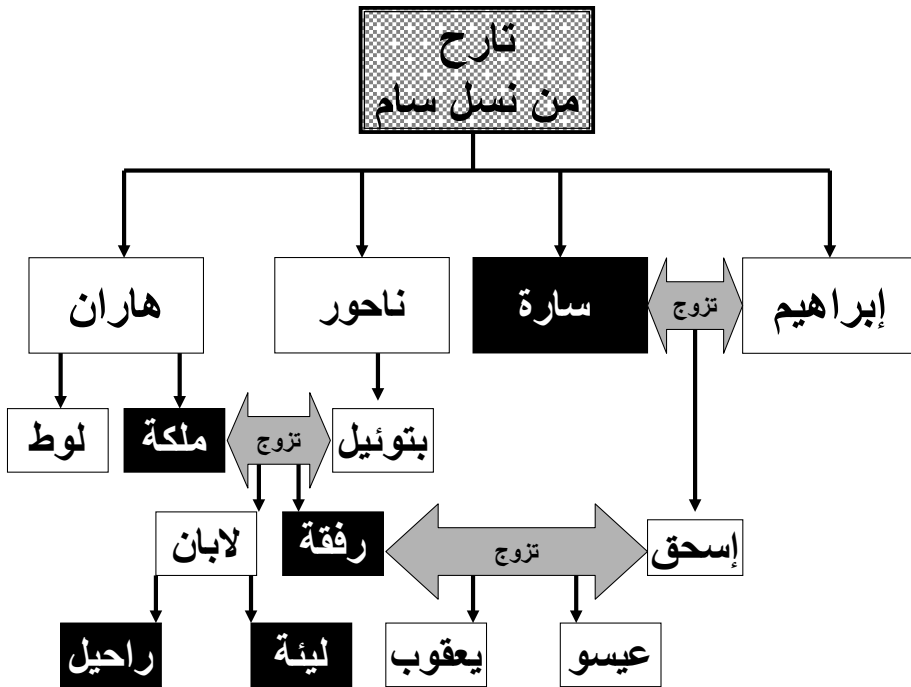 تارح
من نسل سام
إبراهيم
تزوج
سارة
ناحور
هاران
بتوئيل
تزوج
ملكة
لوط
إسحق
تزوج
رفقة
لابان
عيسو
يعقوب
ليئة
راحيل